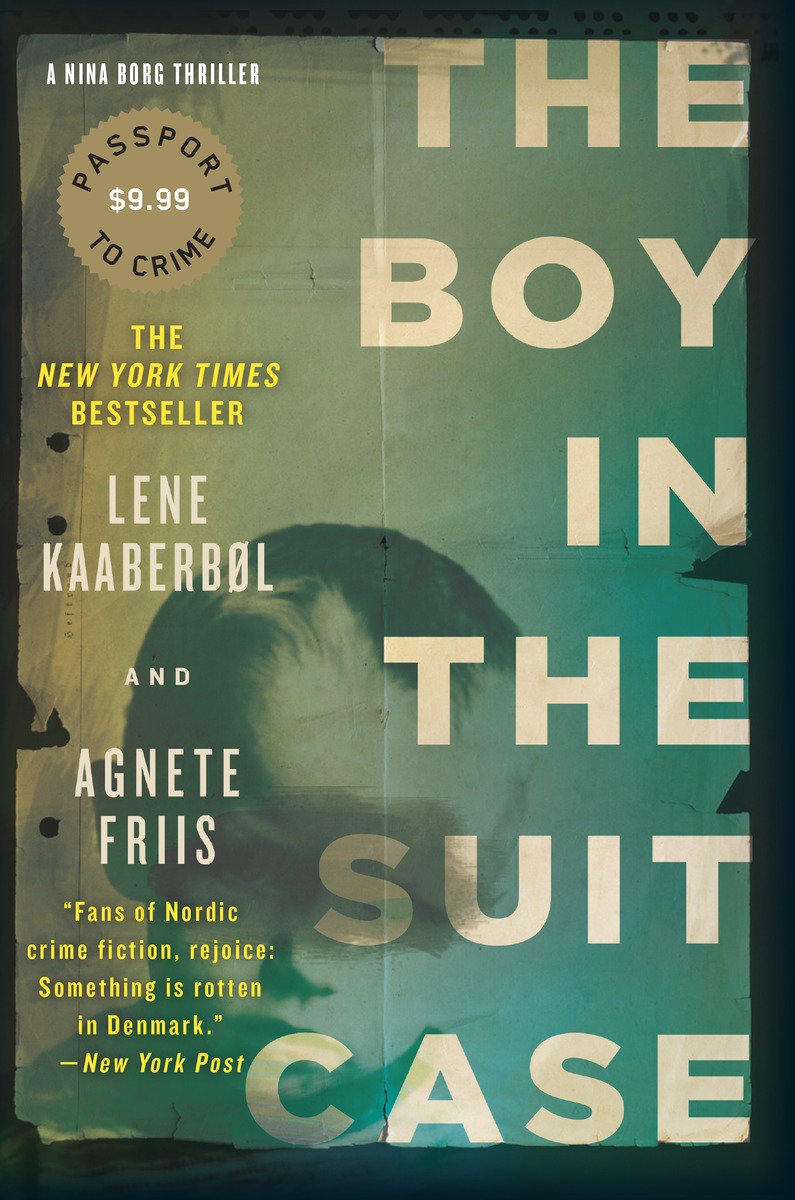 A NINA BORG THRILLER
PASSPORT
$9.99
TO CRIME
THE
NEW YORK TIMES
BESTSELLER
LENE
KAABERBØL
AND
AGNETE
FRIIS
“Fans of Nordic
crime fiction, rejoice:
Something is rotten
in Denmark.”
—New York Post
THE
BOY
IN
THE
SUIT
CASE